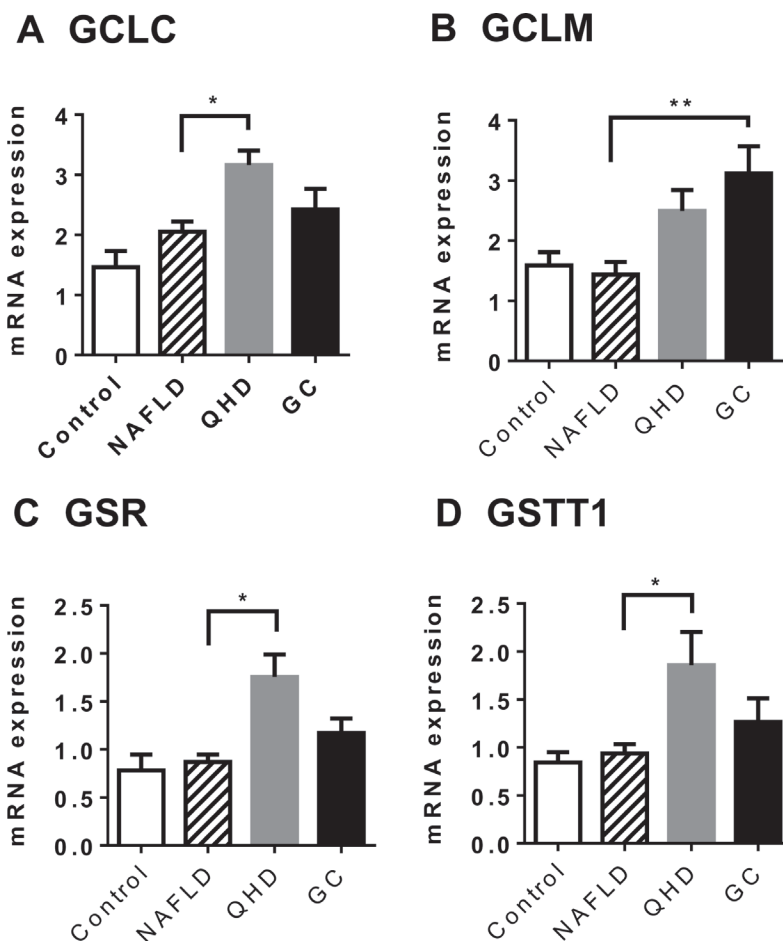 A GCLC
mRNA expression
4
3
2
1
0
*
Control
NAFLD
QHD
GC
B GCLM
mRNA expression
4
3
2
1
0
**
Control
NAFLD
QHD
GC
C GSR
mRNA expression
2.5
2.0
1.5
1.0
0.5
0.0
*
Control
NAFLD
QHD
GC
D GSTT1
mRNA expression
2.5
2.0
1.5
1.0
0.5
0.0
*
Control
NAFLD
QHD
GC